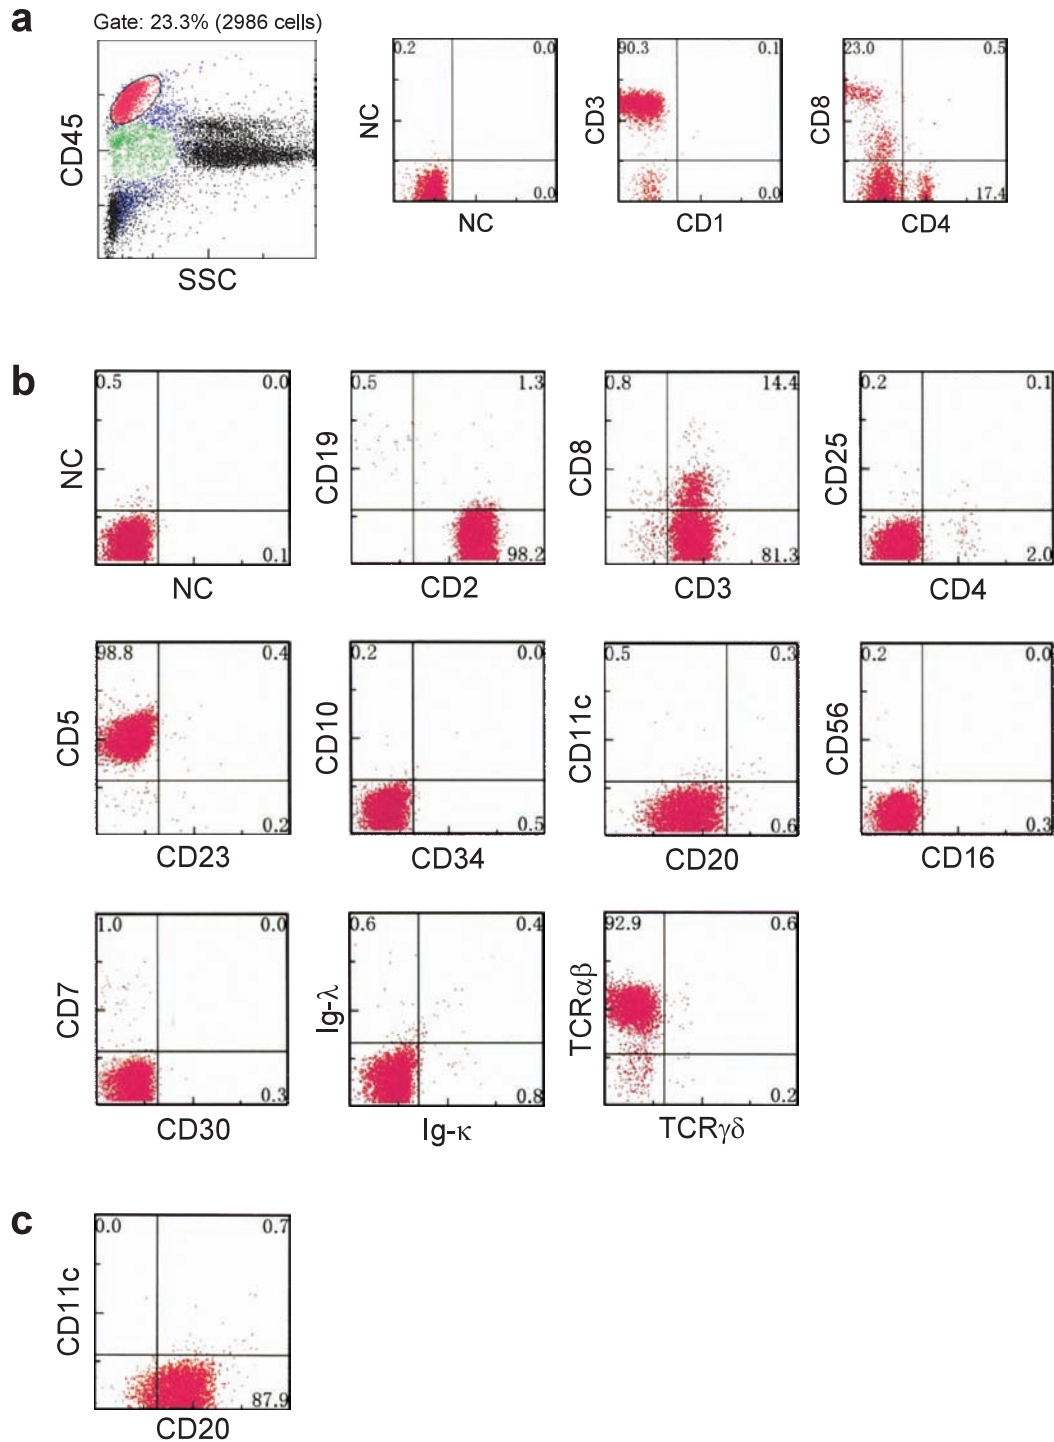 a
Gate: 23.3% (2986 cells)
CD45
SSC
0.2 0.0
NC
0.0
NC
90.3 0.1
CD3
0.0
CD1
23.0 0.5
CD8
17.4
CD4
b
0.5 0.0
NC
0.1
NC
0.5 1.3
CD19
98.2
CD2
0.8 14.4
CD8
81.3
CD3
0.2 0.1
CD25
2.0
CD4
98.8 0.4
CD5
0.2
CD23
0.2 0.0
CD10
0.5
CD34
0.5 0.3
CD11c
0.6
CD20
0.2 0.0
CD56
0.3
CD16
1.0 0.0
CD7
0.3
CD30
0.6 0.4
Ig-λ
0.8
Ig-κ
92.9 0.6
TCRαβ
0.2
TCRγδ
c
0.0 0.7
CD11c
87.9
CD20